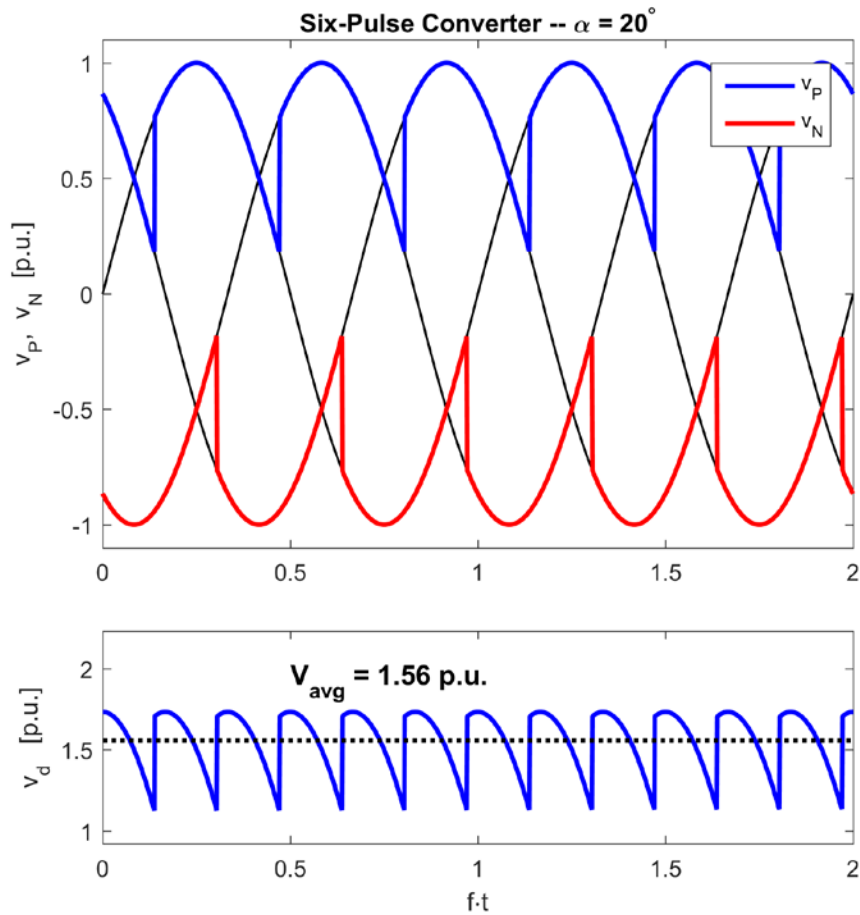 Six-Pulse Converter -- α = 20°
v_P, v_N [p.u.]
1
0.5
0
-0.5
-1
v_P
v_N
0
0.5
1
1.5
2
V_avg = 1.56 p.u.
v_d [p.u.]
2
1.5
1
0
0.5
1
1.5
2
f·t